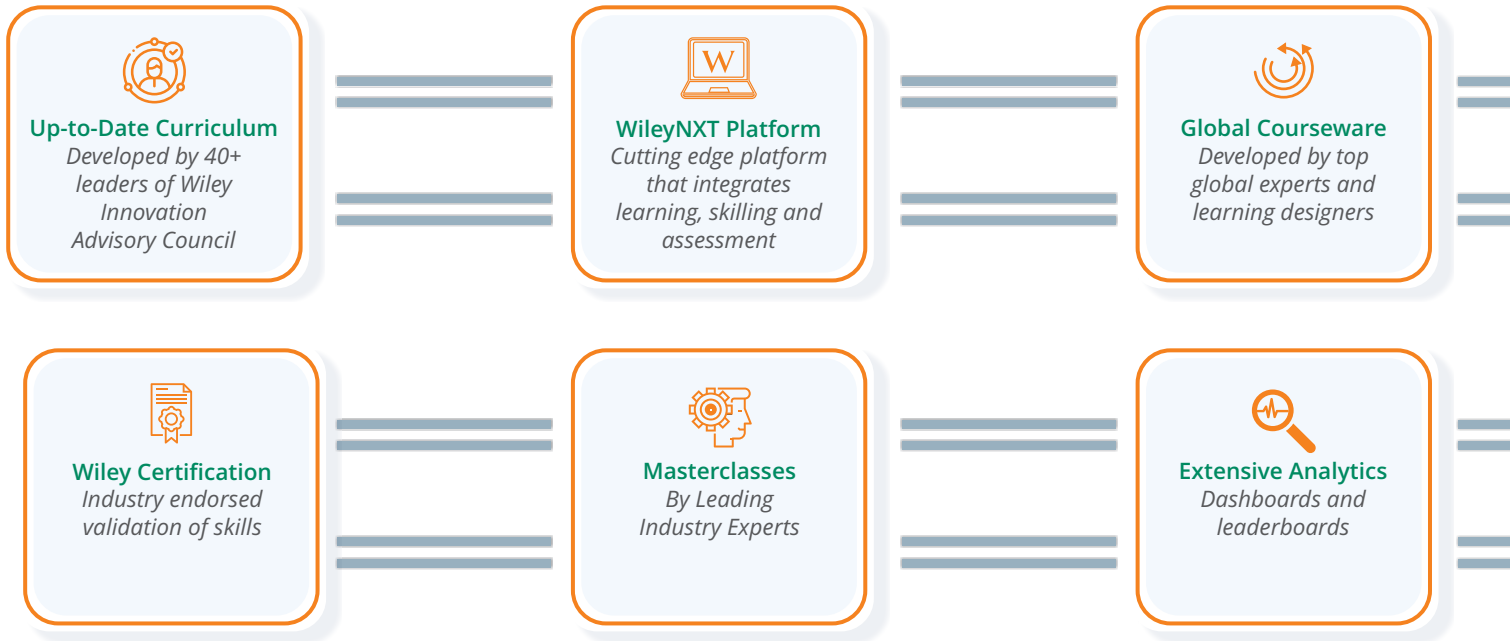 W
Up-to-Date Curriculum
Developed by 40+
leaders of Wiley
Innovation
Advisory Council
WileyNXT Platform
Cutting edge platform
that integrates
learning, skilling and
assessment
Global Courseware
Developed by top
global experts and
learning designers
Wiley Certification
Industry endorsed
validation of skills
Masterclasses
By Leading
Industry Experts
Extensive Analytics
Dashboards and
leaderboards